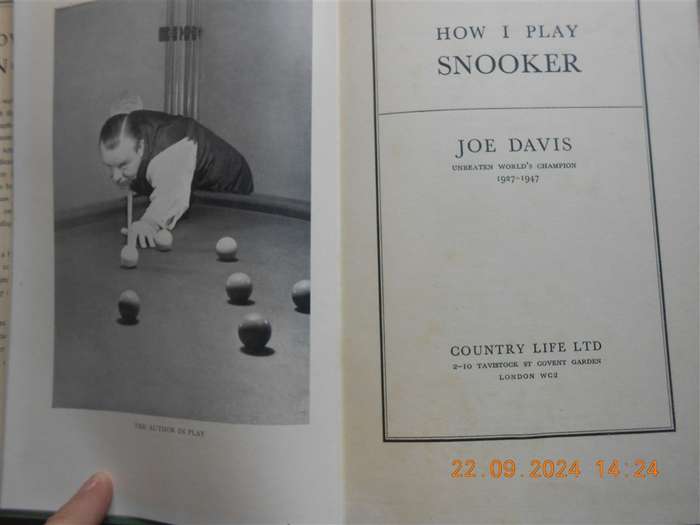 THE AUTHOR IN PLAY
HOW I PLAY
SNOOKER
JOE DAVIS
UNBEATEN WORLD'S CHAMPION
1927-1947
COUNTRY LIFE LTD
2-10 TAVISTOCK ST COVENT GARDEN
LONDON WC2
22.09.2024 14:24